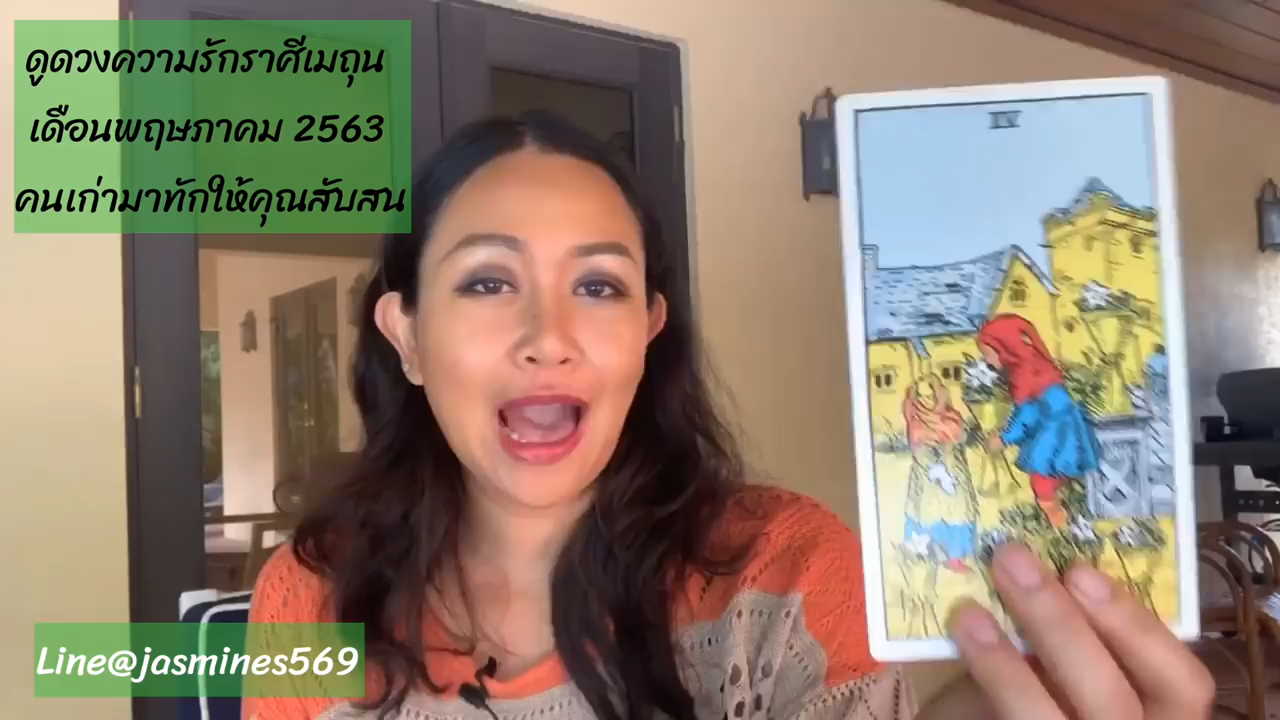 ดูดวงความรักราศีเมถุน
เดือนพฤษภาคม 2563
คนเก่ามาทักให้คุณสับสน
VI
Line@jasmines569